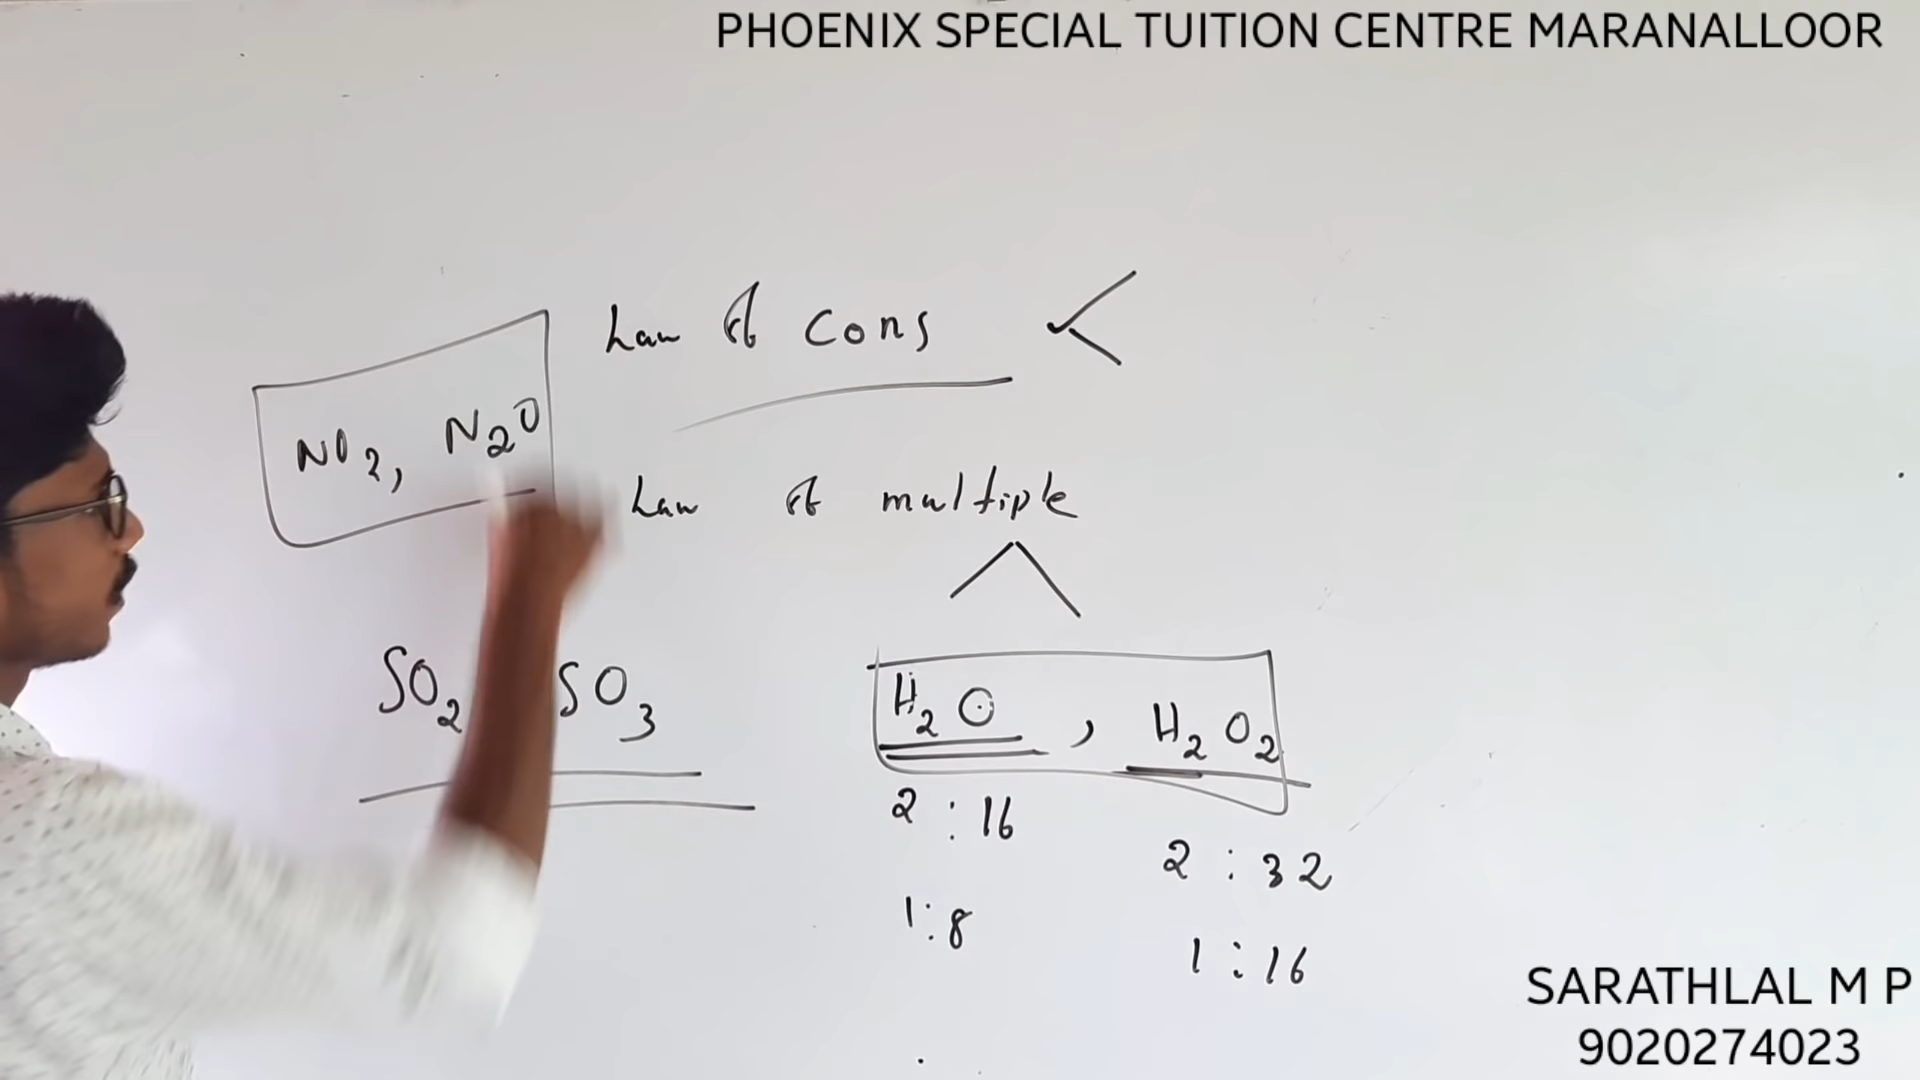 PHOENIX SPECIAL TUITION CENTRE MARANALLOOR
Law of Cons
NO2, N2O
Law of multiple
SO2 SO3
H2O , H2O2
2 : 16
2 : 32
1:8
1 : 16
SARATHLAL M P
9020274023